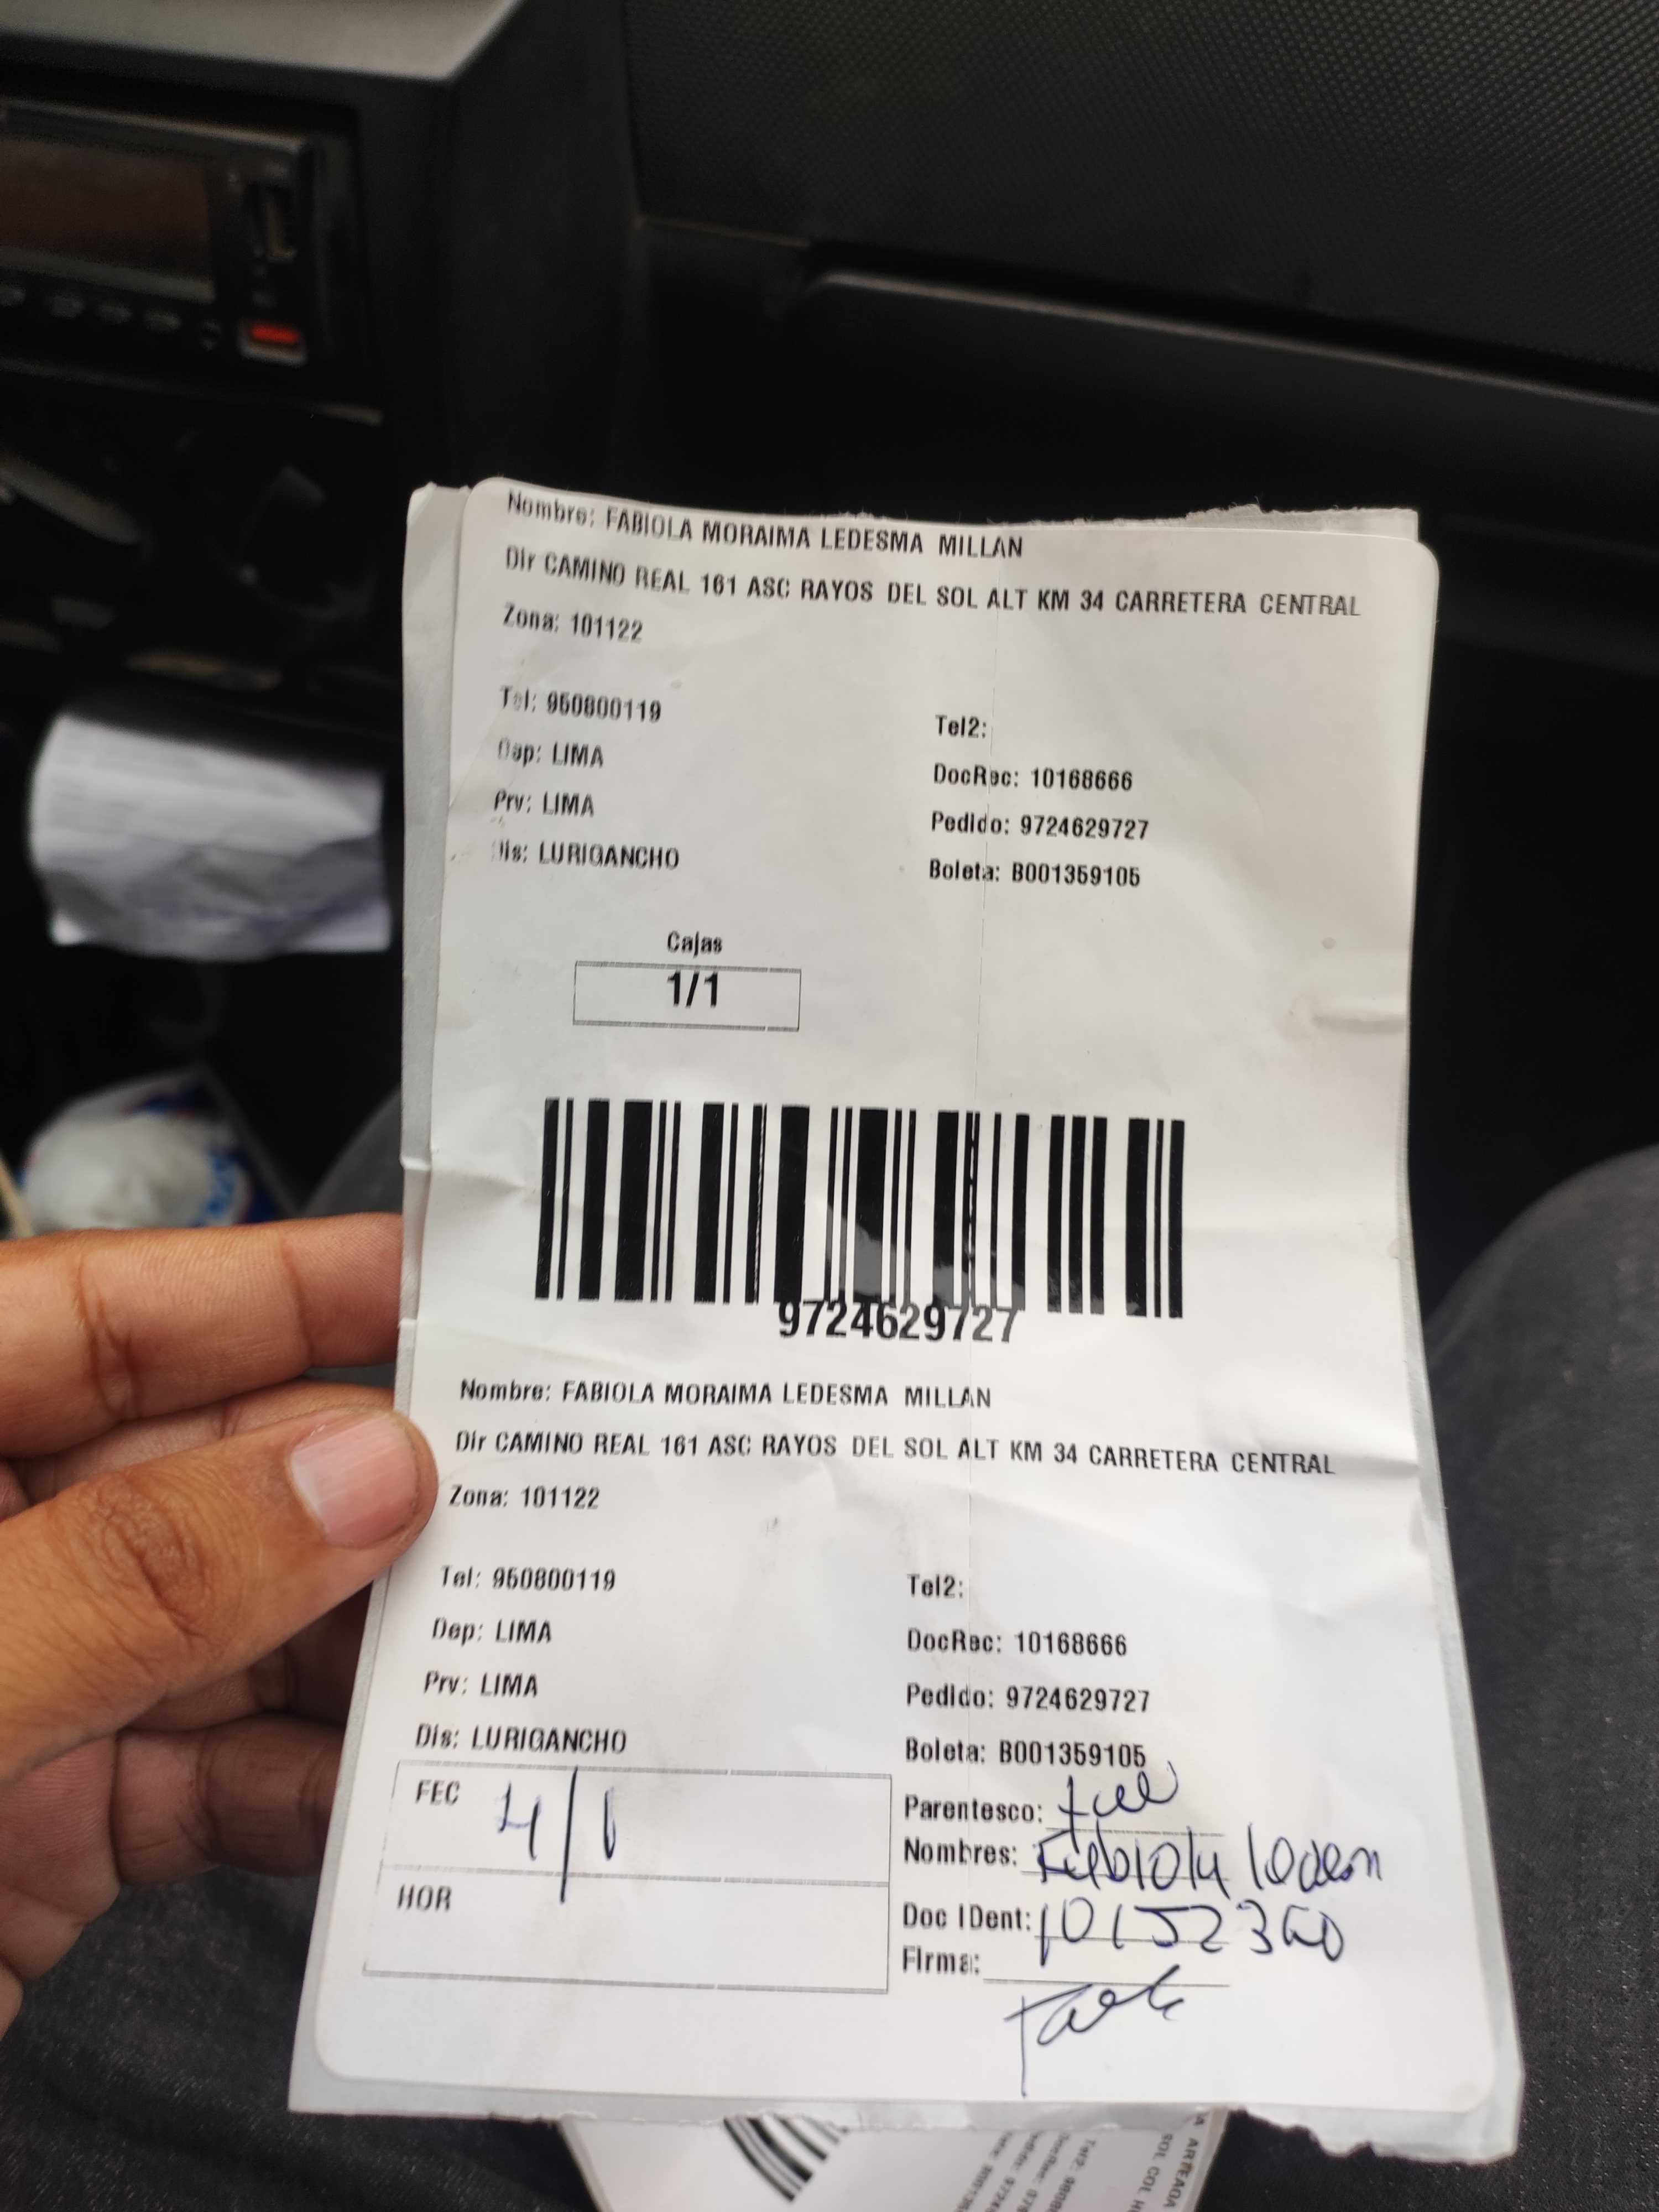 Nombre: FABIOLA MORAIMA LEDESMA MILLAN
Dir CAMINO REAL 161 ASC RAYOS DEL SOL ALT KM 34 CARRETERA CENTRAL
Zona: 101122
Tel: 950800119
Tel2:
Dep: LIMA
DocRec: 10168666
Prv: LIMA
Pedido: 9724629727
Dis: LURIGANCHO
Boleta: B001359105
Cajas
1/1
9724629727
Nombre: FABIOLA MORAIMA LEDESMA MILLAN
Dir CAMINO REAL 161 ASC RAYOS DEL SOL ALT KM 34 CARRETERA CENTRAL
Zona: 101122
Tel: 950800119
Tel2:
Dep: LIMA
DocRec: 10168666
Prv: LIMA
Pedido: 9724629727
Dis: LURIGANCHO
Boleta: B001359105
FEC 4/1
Parentesco:
Nombres: Fabiola
HOR
Doc IDent:
Firma: